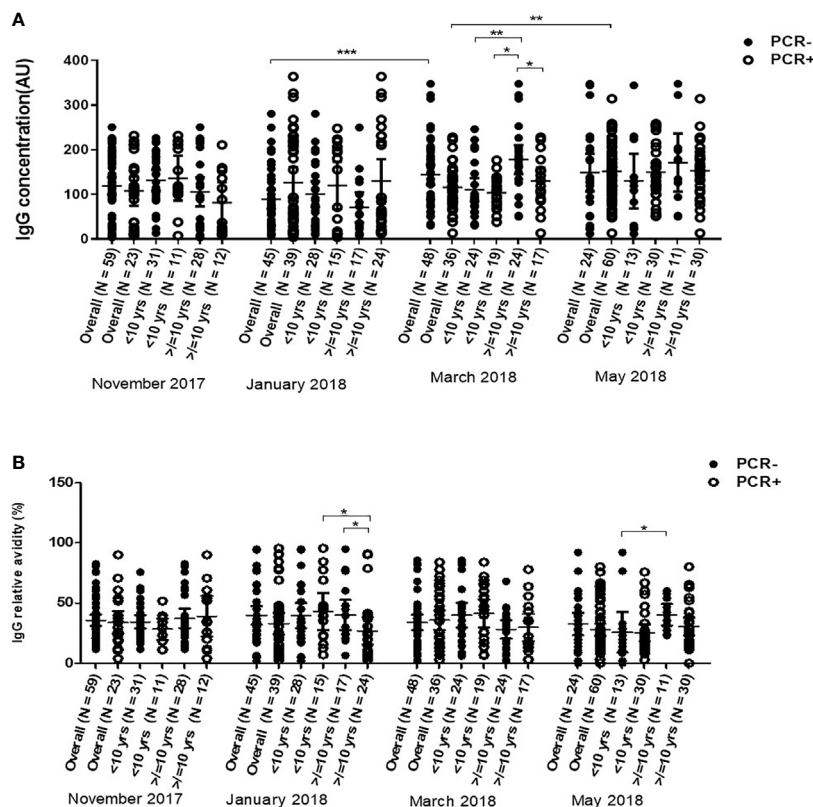 A
PCR-
PCR+
IgG concentration(AU)
400
300
200
100
0
***
**
*
*
**
Overall (N = 59)
Overall (N = 23)
<10 yrs (N = 31)
<10 yrs (N = 11)
>/=10 yrs (N = 28)
>/=10 yrs (N = 12)
November 2017
Overall (N = 45)
Overall (N = 39)
<10 yrs (N = 28)
<10 yrs (N = 15)
>/=10 yrs (N = 17)
>/=10 yrs (N = 24)
January 2018
Overall (N = 48)
Overall (N = 36)
<10 yrs (N = 24)
<10 yrs (N = 19)
>/=10 yrs (N = 24)
>/=10 yrs (N = 17)
March 2018
Overall (N = 24)
Overall (N = 60)
<10 yrs (N = 13)
<10 yrs (N = 30)
>/=10 yrs (N = 11)
>/=10 yrs (N = 30)
May 2018
B
PCR-
PCR+
IgG relative avidity (%)
150
100
50
0
*
*
*
Overall (N = 59)
Overall (N = 23)
<10 yrs (N = 31)
<10 yrs (N = 11)
>/=10 yrs (N = 28)
>/=10 yrs (N = 12)
November 2017
Overall (N = 45)
Overall (N = 39)
<10 yrs (N = 28)
<10 yrs (N = 15)
>/=10 yrs (N = 17)
>/=10 yrs (N = 24)
January 2018
Overall (N = 48)
Overall (N = 36)
<10 yrs (N = 24)
<10 yrs (N = 19)
>/=10 yrs (N = 24)
>/=10 yrs (N = 17)
March 2018
Overall (N = 24)
Overall (N = 60)
<10 yrs (N = 13)
<10 yrs (N = 30)
>/=10 yrs (N = 11)
>/=10 yrs (N = 30)
May 2018